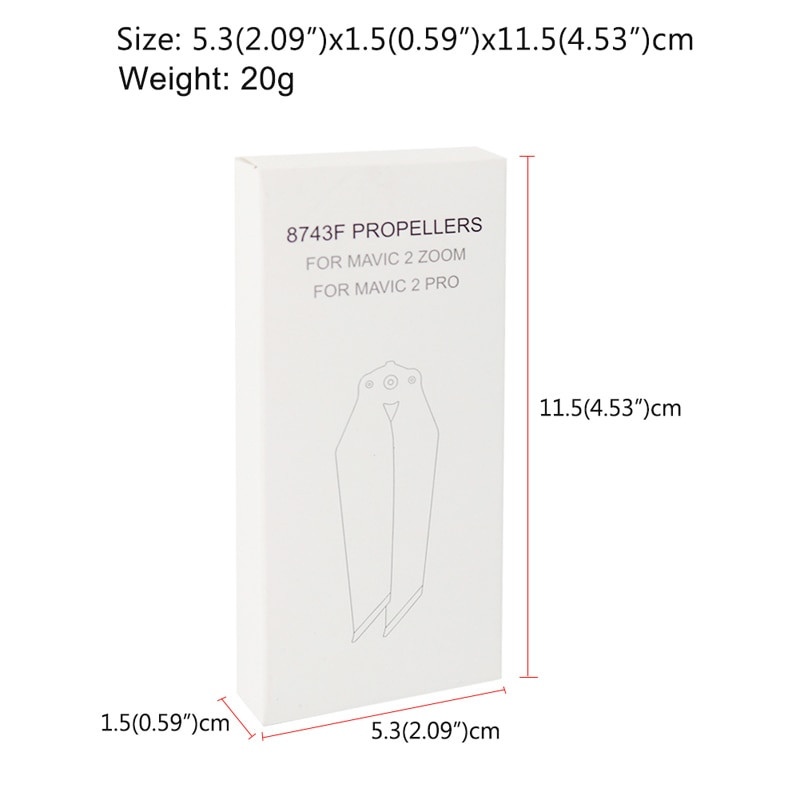 Size: 5.3(2.09”)x1.5(0.59”)x11.5(4.53”)cm
Weight: 20g
8743F PROPELLERS
FOR MAVIC 2 ZOOM
FOR MAVIC 2 PRO
11.5(4.53”)cm
1.5(0.59”)cm
5.3(2.09”)cm